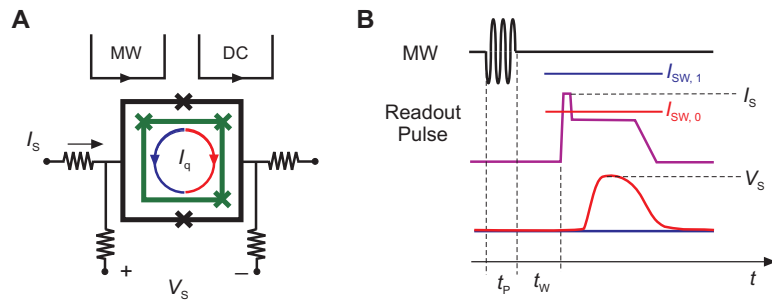 A
MW
DC
I_S
I_q
+
V_S
–
B
MW
I_SW, 1
I_S
Readout
Pulse
I_SW, 0
V_S
t_P
t_W
t